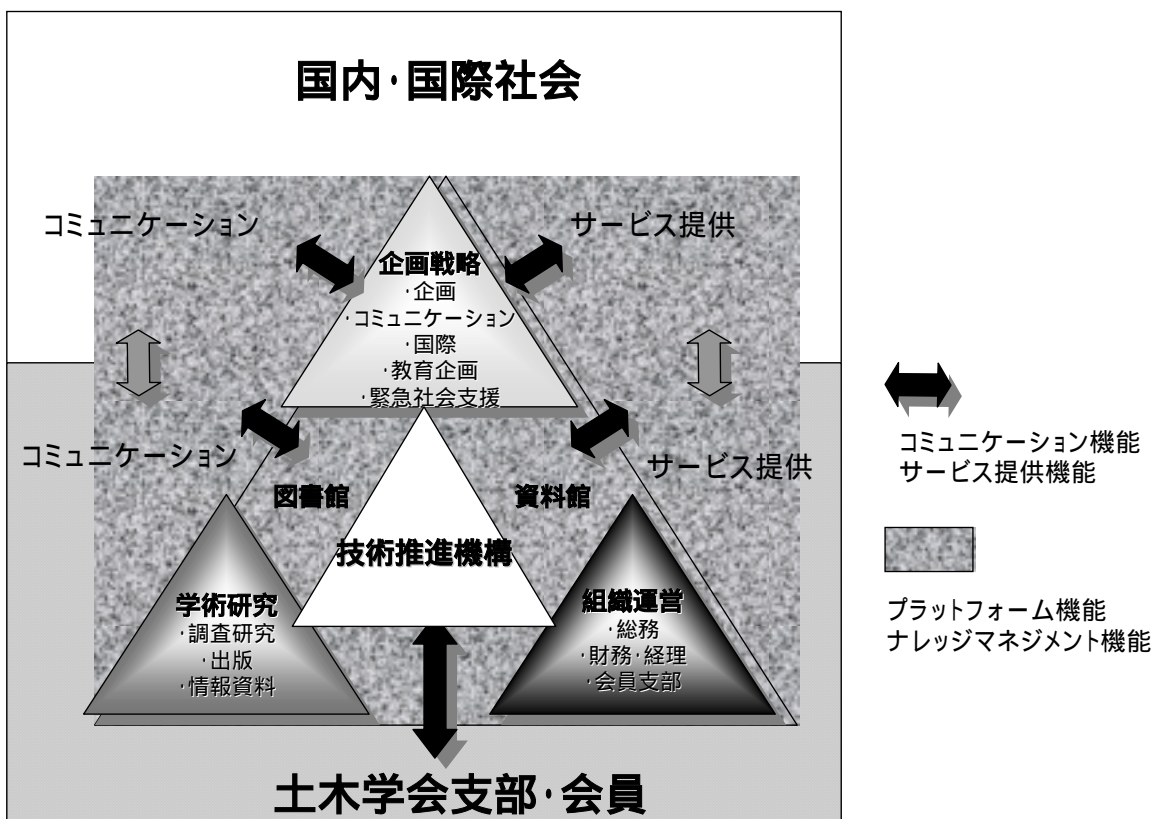 国内・国際社会
コミュニケーション
サービス提供
企画戦略
・企画
・コミュニケーション
・国際
・教育企画
・緊急社会支援
コミュニケーション
サービス提供
図書館
資料館
技術推進機構
学術研究
・調査研究
・出版
・情報資料
組織運営
・総務
・財務・経理
・会員支部
土木学会支部・会員
コミュニケーション機能
サービス提供機能
プラットフォーム機能
ナレッジマネジメント機能